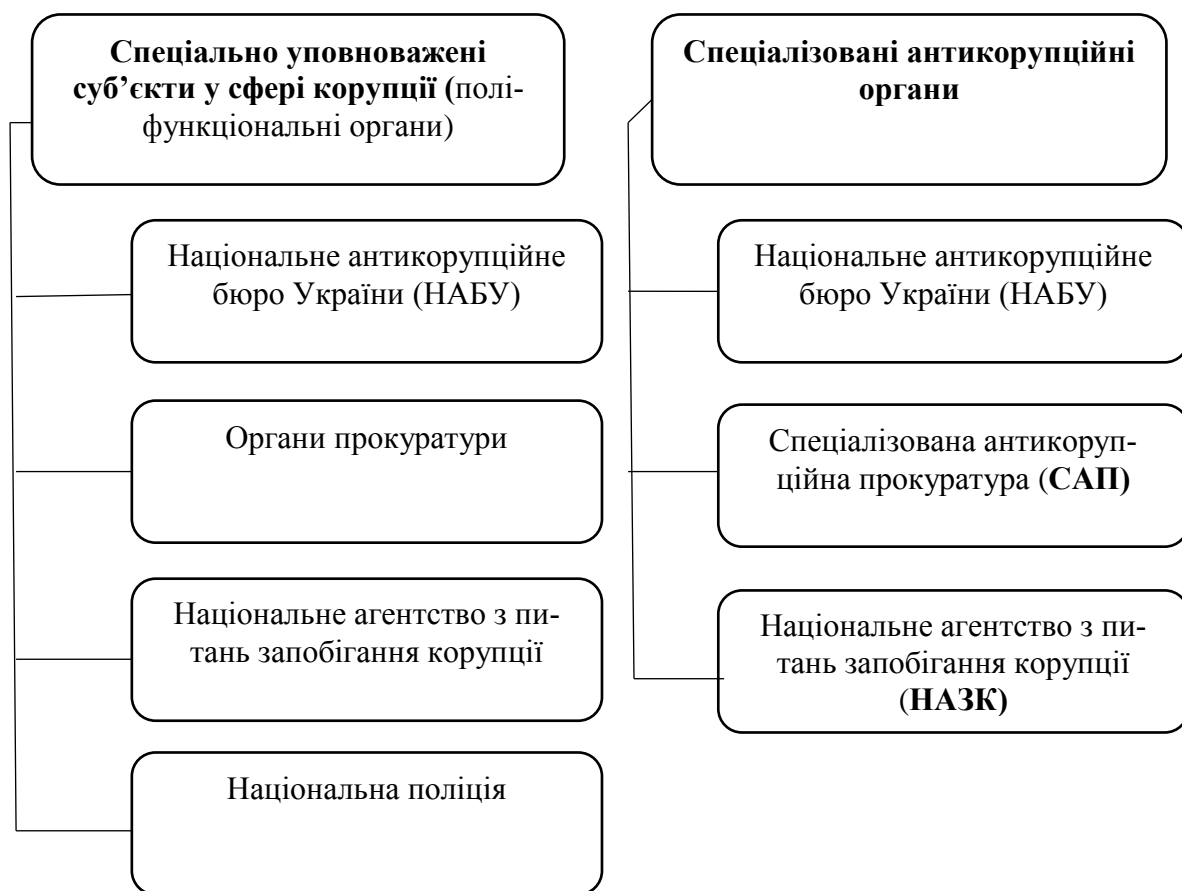 Спеціально уповноважені
суб’єкти у сфері корупції (полі-
функціональні органи)
Національне антикорупційне
бюро України (НАБУ)
Органи прокуратури
Національне агентство з пи-
тань запобігання корупції
Національна поліція
Спеціалізовані антикорупційні
органи
Національне антикорупційне
бюро України (НАБУ)
Спеціалізована антикоруп-
ційна прокуратура (САП)
Національне агентство з пи-
тань запобігання корупції
(НАЗК)